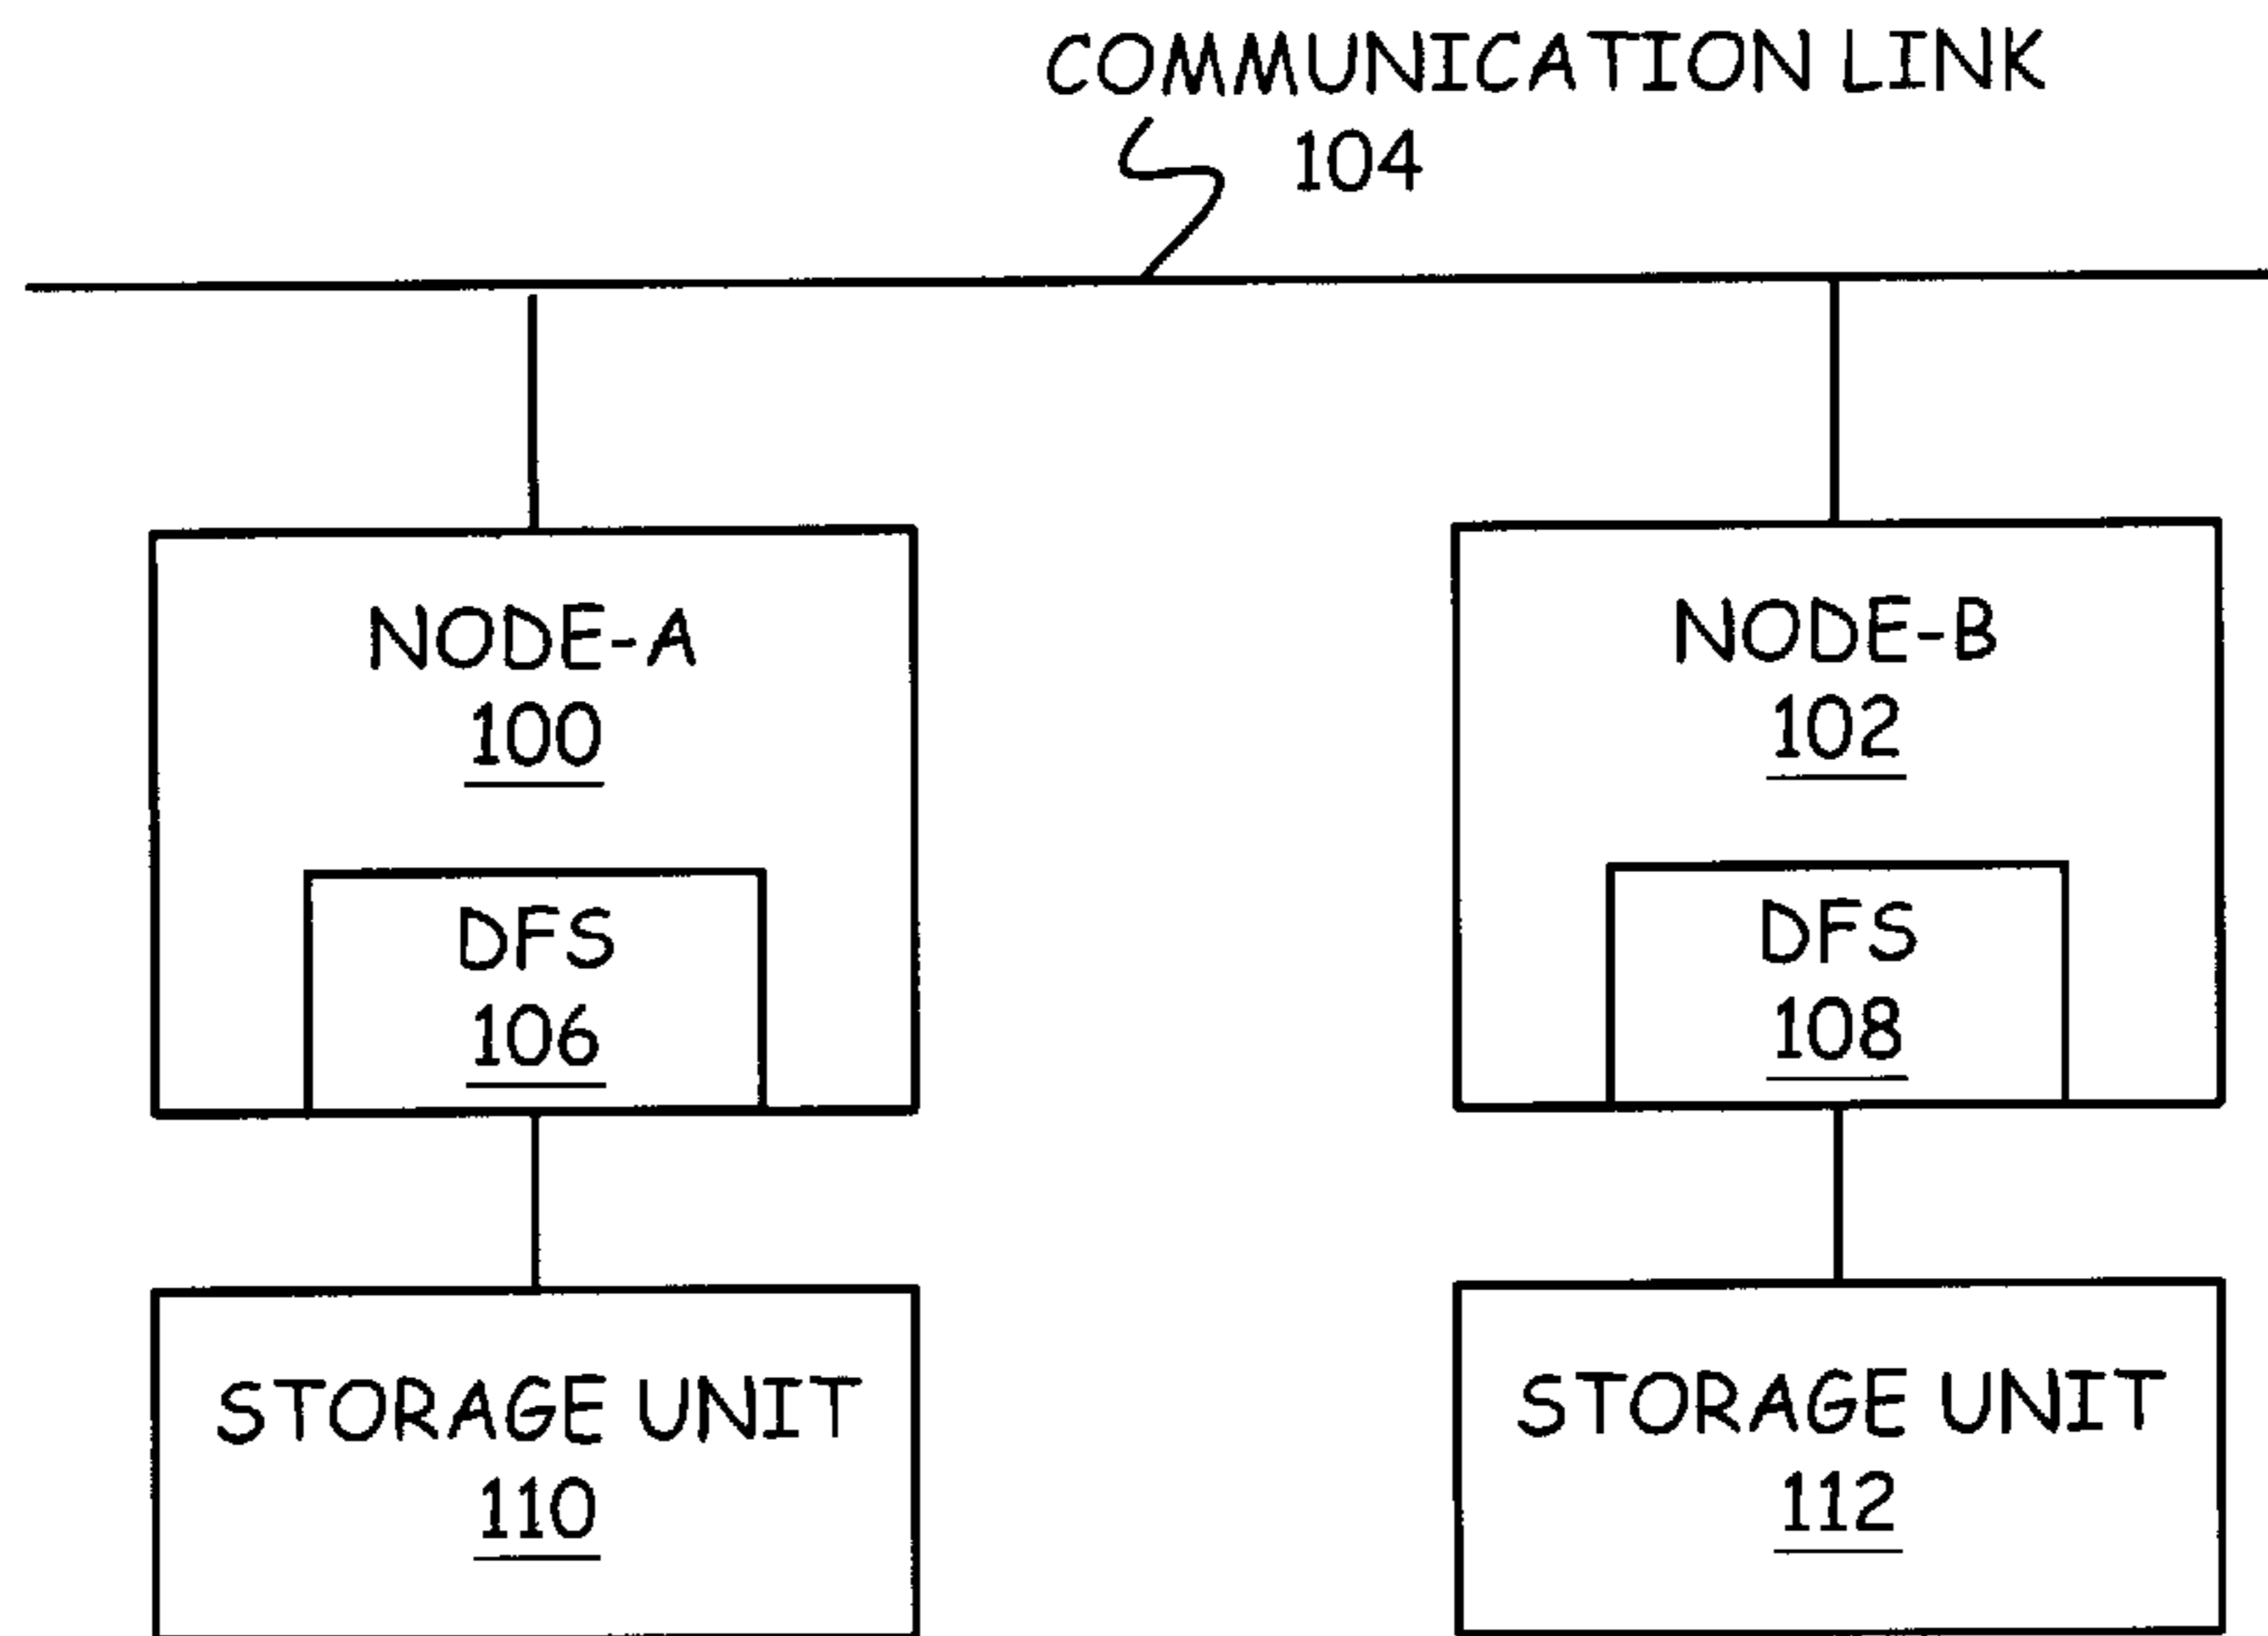 COMMUNICATION LINK
104
NODE-A
100
NODE-B
102
DFS
106
DFS
108
STORAGE UNIT
110
STORAGE UNIT
112